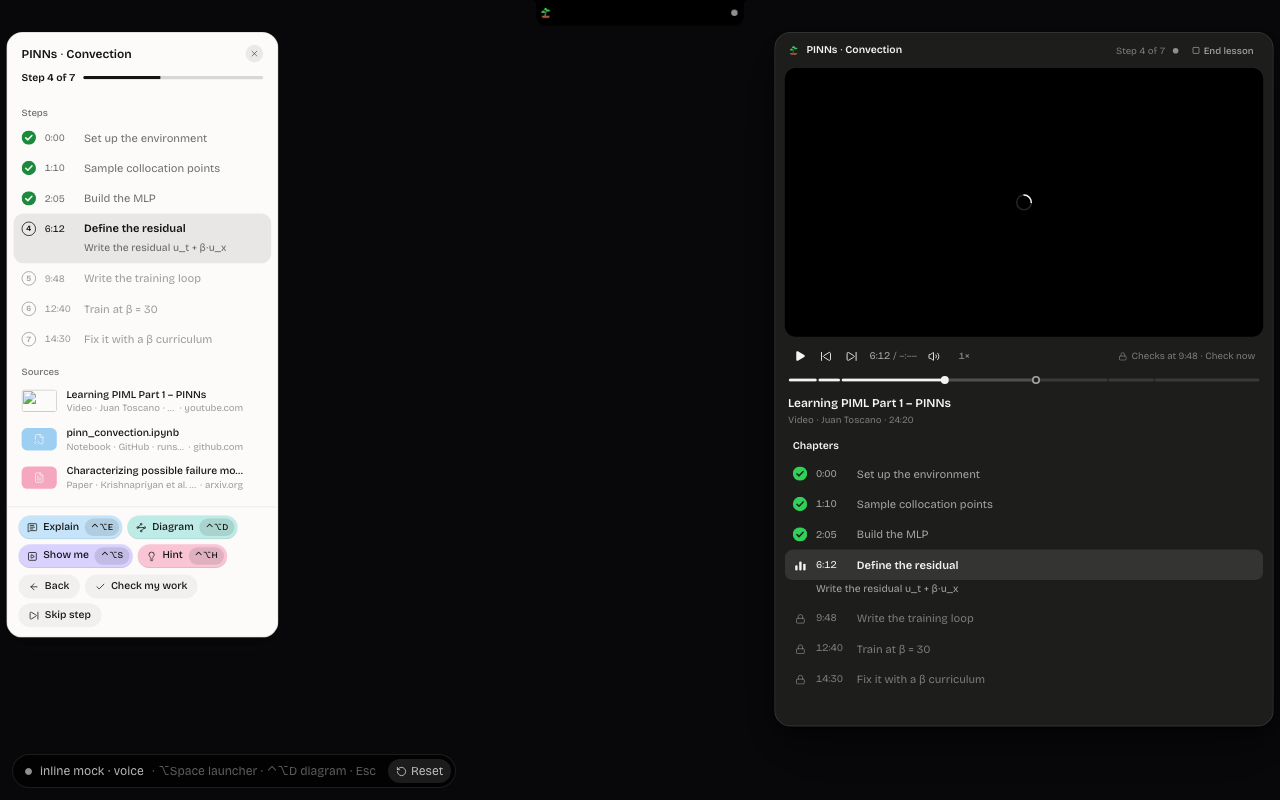 PINNs · Convection
Step 4 of 7
Steps
0:00 Set up the environment
1:10 Sample collocation points
2:05 Build the MLP
4 6:12 Define the residual
Write the residual u_t + β·u_x
5 9:48 Write the training loop
6 12:40 Train at β = 30
7 14:30 Fix it with a β curriculum
Sources
Learning PIML Part 1 – PINNs
Video · Juan Toscano · ... · youtube.com
pinn_convection.ipynb
Notebook · GitHub · runs... · github.com
Characterizing possible failure mo...
Paper · Krishnapriyan et al. ... · arxiv.org
Explain ^⌥E
Diagram ^⌥D
Show me ^⌥S
Hint ^⌥H
Back
Check my work
Skip step
PINNs · Convection
Step 4 of 7
End lesson
6:12 / –:––
1×
Checks at 9:48 · Check now
Learning PIML Part 1 – PINNs
Video · Juan Toscano · 24:20
Chapters
0:00 Set up the environment
1:10 Sample collocation points
2:05 Build the MLP
6:12 Define the residual
Write the residual u_t + β·u_x
9:48 Write the training loop
12:40 Train at β = 30
14:30 Fix it with a β curriculum
inline mock · voice · ⌥Space launcher · ^⌥D diagram · Esc
Reset